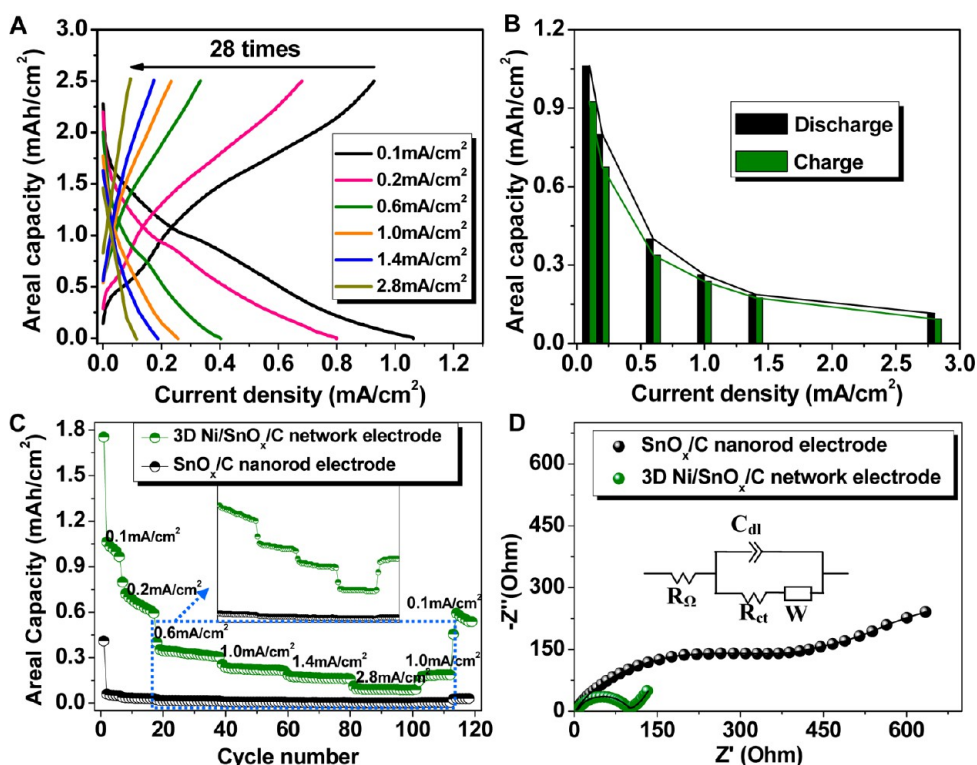 A
28 times
Areal capacity (mAh/cm²)
3.0
2.5
2.0
1.5
1.0
0.5
0.0
0.1mA/cm²
0.2mA/cm²
0.6mA/cm²
1.0mA/cm²
1.4mA/cm²
2.8mA/cm²
0.0 0.2 0.4 0.6 0.8 1.0 1.2
Current density (mA/cm²)
B
Areal capacity (mAh/cm²)
1.2
0.9
0.6
0.3
0.0
Discharge
Charge
0.0 0.5 1.0 1.5 2.0 2.5 3.0
Current density (mA/cm²)
C
Areal Capacity (mAh/cm²)
1.8
1.5
1.2
0.9
0.6
0.3
0.0
3D Ni/SnOₓ/C network electrode
SnOₓ/C nanorod electrode
0.1mA/cm²
0.2mA/cm²
0.6mA/cm²
1.0mA/cm²
1.4mA/cm²
2.8mA/cm²
1.0mA/cm²
0.1mA/cm²
0 20 40 60 80 100 120
Cycle number
D
-Z''(Ohm)
600
450
300
150
0
SnOₓ/C nanorod electrode
3D Ni/SnOₓ/C network electrode
C_dl
R_Ω
R_ct
W
0 150 300 450 600
Z' (Ohm)